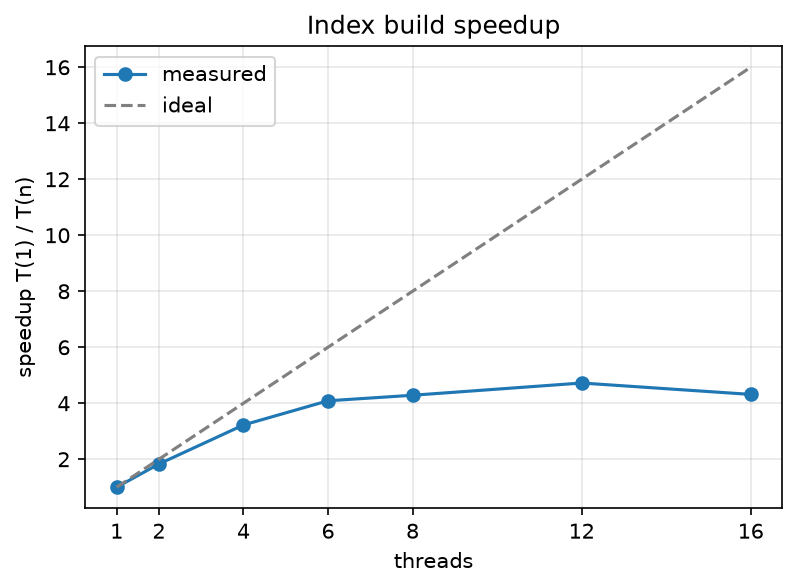 Index build speedup
measured
ideal
speedup T(1) / T(n)
16
14
12
10
8
6
4
2
1 2 4 6 8 12 16
threads